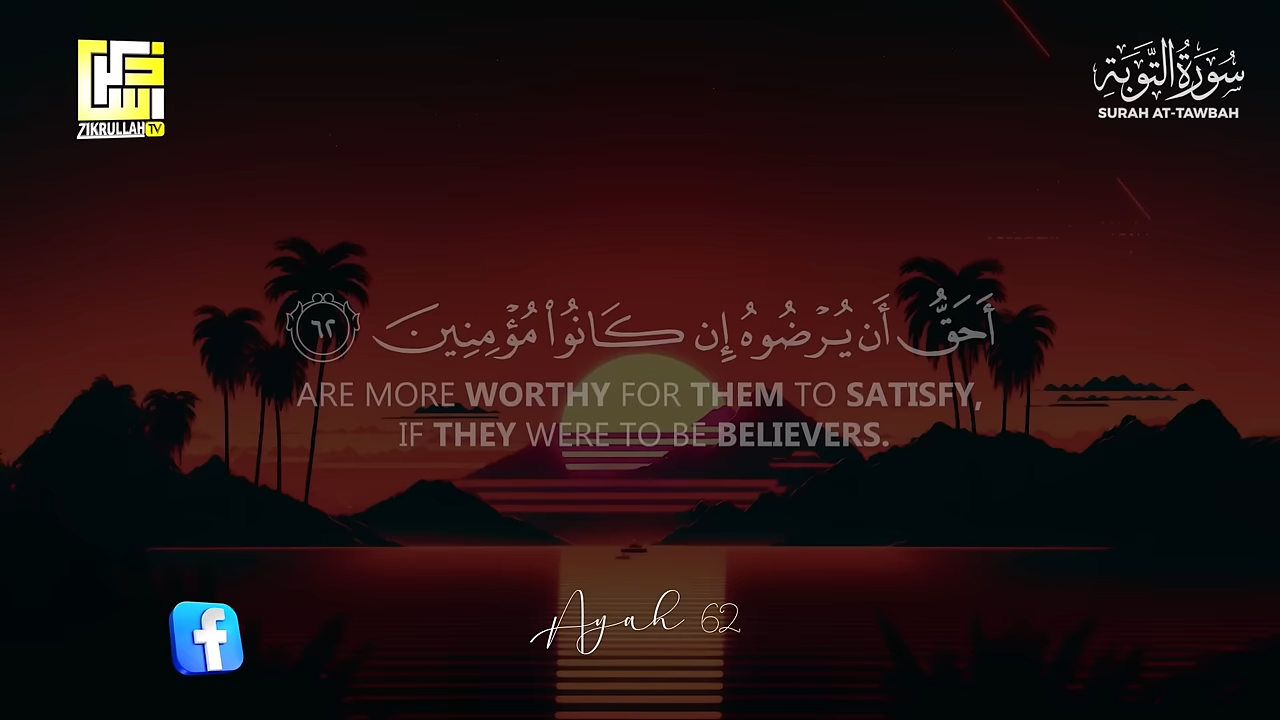 ZIKRULLAH TV
سُورَةُ التَّوْبَةِ
SURAH AT-TAWBAH
أَحَقُّ أَن يُرْضُوهُ إِن كَانُوا۟ مُؤْمِنِينَ ٦٢
ARE MORE WORTHY FOR THEM TO SATISFY,
IF THEY WERE TO BE BELIEVERS.
Ayah 62